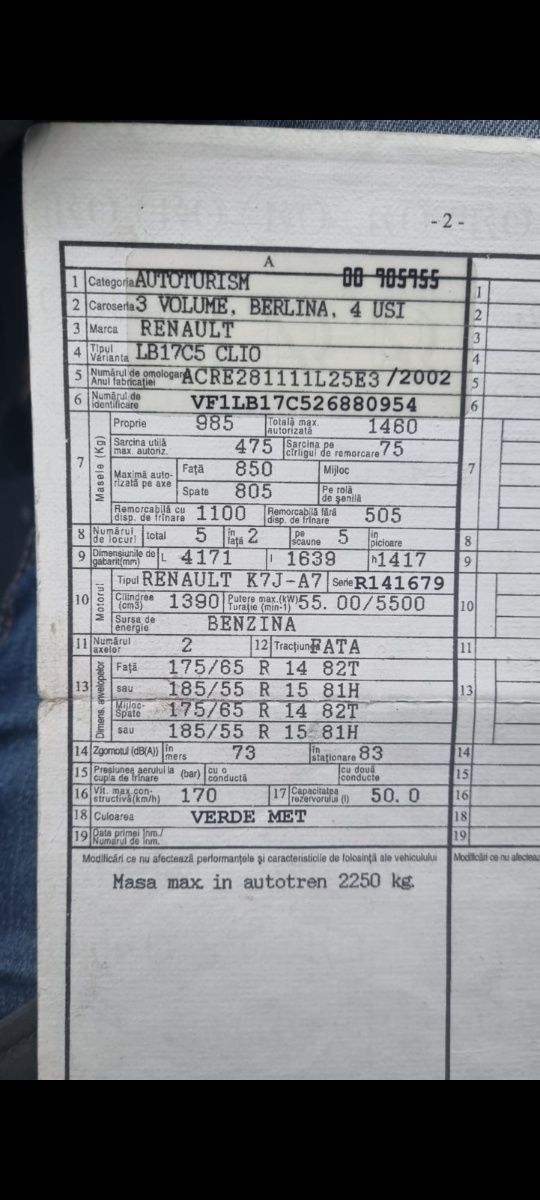 - 2 -
A
1 Categoria AUTOTURISM 00 905955
2 Caroseria 3 VOLUME, BERLINA, 4 USI
3 Marca RENAULT
4 Tipul Varianta LB17C5 CLIO
5 Numărul de omologare Anul fabricației ACRE281111L25E3 /2002
6 Numărul de identificare VF1LB17C526880954
7 Masele (Kg) Proprie 985 Totală max. autorizată 1460
Sarcina utilă max. autoriz. 475 Sarcina pe cîrligul de remorcare 75
Maximă autorizată pe axe Față 850 Mijloc
Spate 805 Pe rolă de șenilă
Remorcabilă cu disp. de frînare 1100 Remorcabilă fără disp. de frînare 505
8 Numărul de locuri total 5 în față 2 pe scaune 5 în picioare
9 Dimensiunile de gabarit(mm) L 4171 l 1639 h 1417
10 Motorul Tipul RENAULT K7J-A7 Serie R141679
Cilindree (cm3) 1390 Putere max.(kW) Turație (min-1) 55. 00/5500
Sursa de energie BENZINA
11 Numărul axelor 2 12 Tracțiune FATA
13 Dimens. anvelopelor Față 175/65 R 14 82T
sau 185/55 R 15 81H
Mijloc- Spate 175/65 R 14 82T
sau 185/55 R 15 81H
14 Zgomotul (dB(A)) în mers 73 în staționare 83
15 Presiunea aerului la cupla de frînare (bar) cu o conductă cu două conducte
16 Vit. max. constructivă(km/h) 170 17 Capacitatea rezervorului (l) 50. 0
18 Culoarea VERDE MET
19 Data primei înm./ Numărul de înm.
Modificări ce nu afectează performanțele și caracteristicile de folosință ale vehiculului
Masa max. in autotren 2250 kg.
1
2
3
4
5
6
7
8
9
10
11
13
14
15
16
18
19
Modificări ce nu